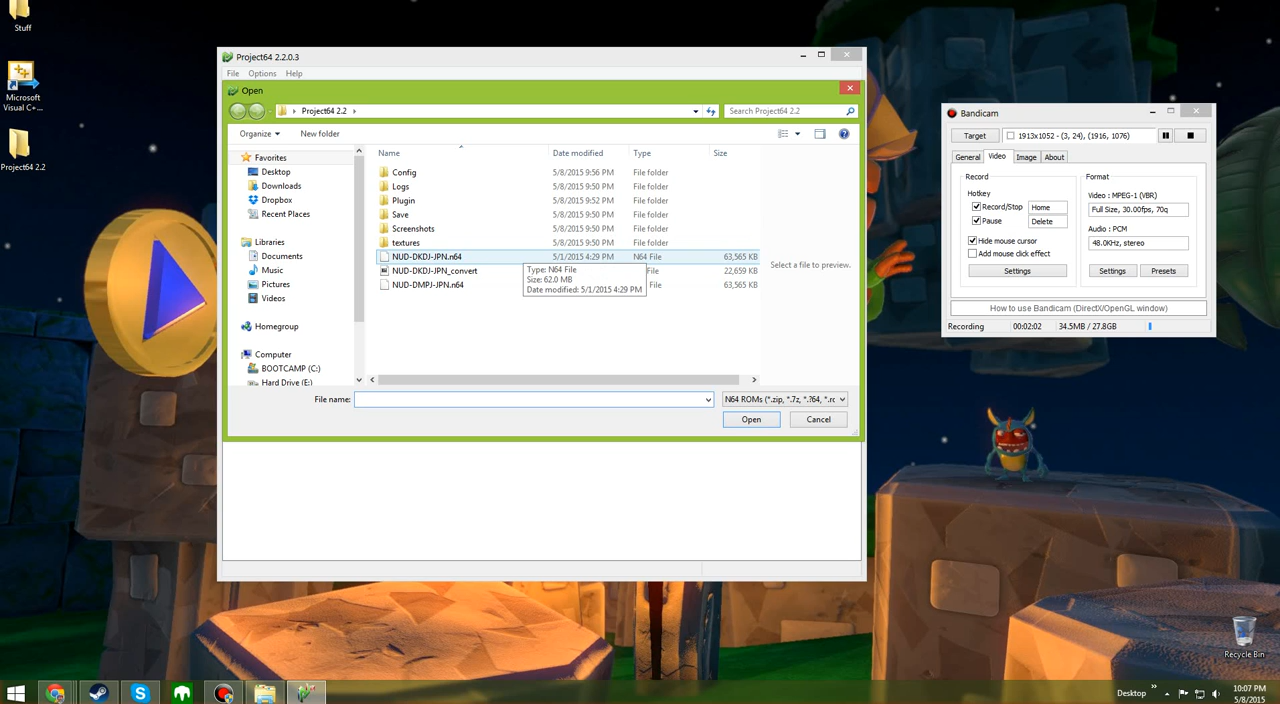 Stuff
Microsoft
Visual C+...
Project64 2.2
Project64 2.2.0.3
File Options Help
Open
Project64 2.2
Search Project64 2.2
Organize New folder
Name Date modified Type Size
Favorites
Desktop
Downloads
Dropbox
Recent Places
Libraries
Documents
Music
Pictures
Videos
Homegroup
Computer
BOOTCAMP (C:)
Hard Drive (E:)
Config 5/8/2015 9:56 PM File folder
Logs 5/8/2015 9:50 PM File folder
Plugin 5/8/2015 9:52 PM File folder
Save 5/8/2015 9:50 PM File folder
Screenshots 5/8/2015 9:50 PM File folder
textures 5/8/2015 9:50 PM File folder
NUD-DKDJ-JPN.n64 5/1/2015 4:29 PM N64 File 63,565 KB
NUD-DKDJ-JPN_convert File 22,659 KB
NUD-DMPJ-JPN.n64 File 63,565 KB
Type: N64 File
Size: 62.0 MB
Date modified: 5/1/2015 4:29 PM
Select a file to preview.
File name:
N64 ROMs (*.zip, *.7z, *.?64, *.rc
Open Cancel
Bandicam
Target 1913x1052 - (3, 24), (1916, 1076)
General Video Image About
Record
Hotkey
Record/Stop Home
Pause Delete
Hide mouse cursor
Add mouse click effect
Settings
Format
Video : MPEG-1 (VBR)
Full Size, 30.00fps, 70q
Audio : PCM
48.0KHz, stereo
Settings Presets
How to use Bandicam (DirectX/OpenGL window)
Recording 00:02:02 34.5MB / 27.8GB
Recycle Bin
Desktop
10:07 PM
5/8/2015